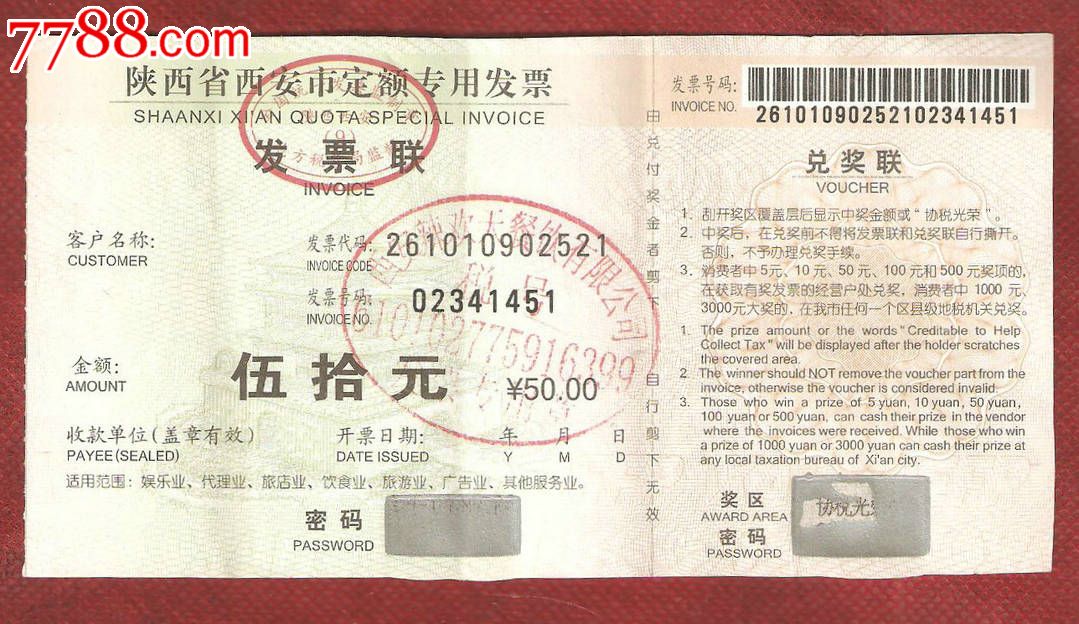 7788.com
陕西省西安市定额专用发票
SHAANXI XI'AN QUOTA SPECIAL INVOICE
发票联
INVOICE
客户名称:
CUSTOMER
发票代码: 261010902521
INVOICE CODE
发票号码: 02341451
INVOICE NO.
金额:
AMOUNT
伍拾元 ¥50.00
收款单位(盖章有效)
PAYEE(SEALED)
开票日期: 年 月 日
DATE ISSUED Y M D
适用范围: 娱乐业、代理业、旅店业、饮食业、旅游业、广告业、其他服务业。
密码
PASSWORD
餐饮有限公司
税号
610102775916399
由兑付奖金者剪下 自行剪下无效
发票号码:
INVOICE NO.
26101090252102341451
兑奖联
VOUCHER
1. 刮开奖区覆盖层后显示中奖金额或“协税光荣”。
2. 中奖后,在兑奖前不得将发票联和兑奖联自行撕开。
否则,不予办理兑奖手续。
3. 消费者中5元、10元、50元、100元和500元奖项的,
在获取有奖发票的经营户处兑奖,消费者中1000元、
3000元大奖的,在我市任何一个区县级地税机关兑奖。
1. The prize amount or the words "Creditable to Help
Collect Tax" will be displayed after the holder scratches
the covered area.
2. The winner should NOT remove the voucher part from the
invoice, otherwise the voucher is considered invalid.
3. Those who win a prize of 5 yuan, 10 yuan, 50 yuan,
100 yuan or 500 yuan, can cash their prize in the vendor
where the invoices were received. While those who win
a prize of 1000 yuan or 3000 yuan can cash their prize at
any local taxation bureau of Xi'an city.
奖区
AWARD AREA
协税光
密码
PASSWORD